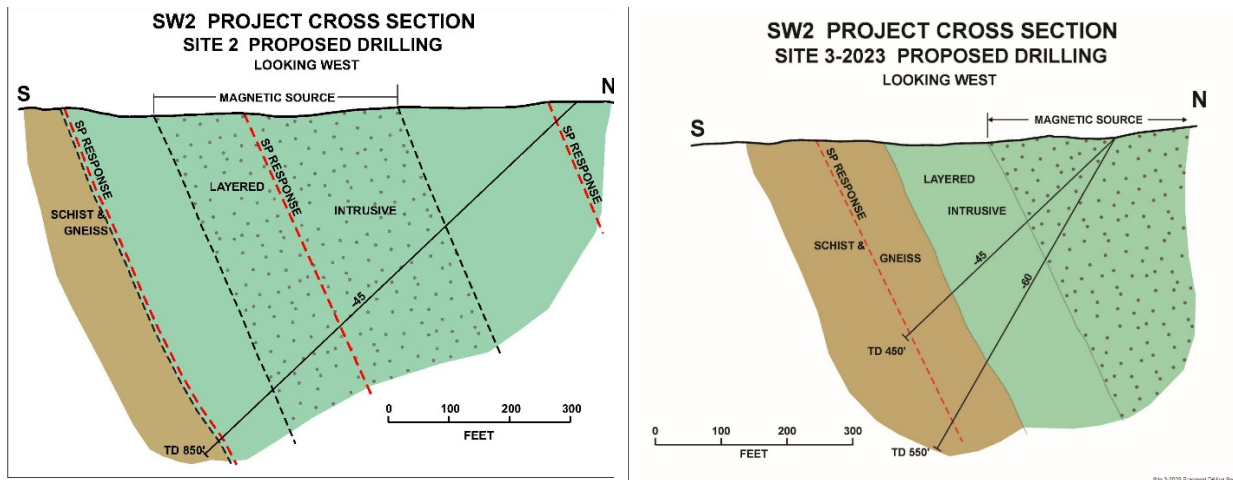 SW2 PROJECT CROSS SECTION
SITE 2 PROPOSED DRILLING
LOOKING WEST
S
N
MAGNETIC SOURCE
SP RESPONSE
SP RESPONSE
SP RESPONSE
LAYERED
INTRUSIVE
SCHIST &
GNEISS
-45
TD 850'
0 100 200 300
FEET
SW2 PROJECT CROSS SECTION
SITE 3-2023 PROPOSED DRILLING
LOOKING WEST
S
N
MAGNETIC SOURCE
SP RESPONSE
LAYERED
INTRUSIVE
SCHIST &
GNEISS
-45
-60
TD 450'
TD 550'
0 100 200 300
FEET